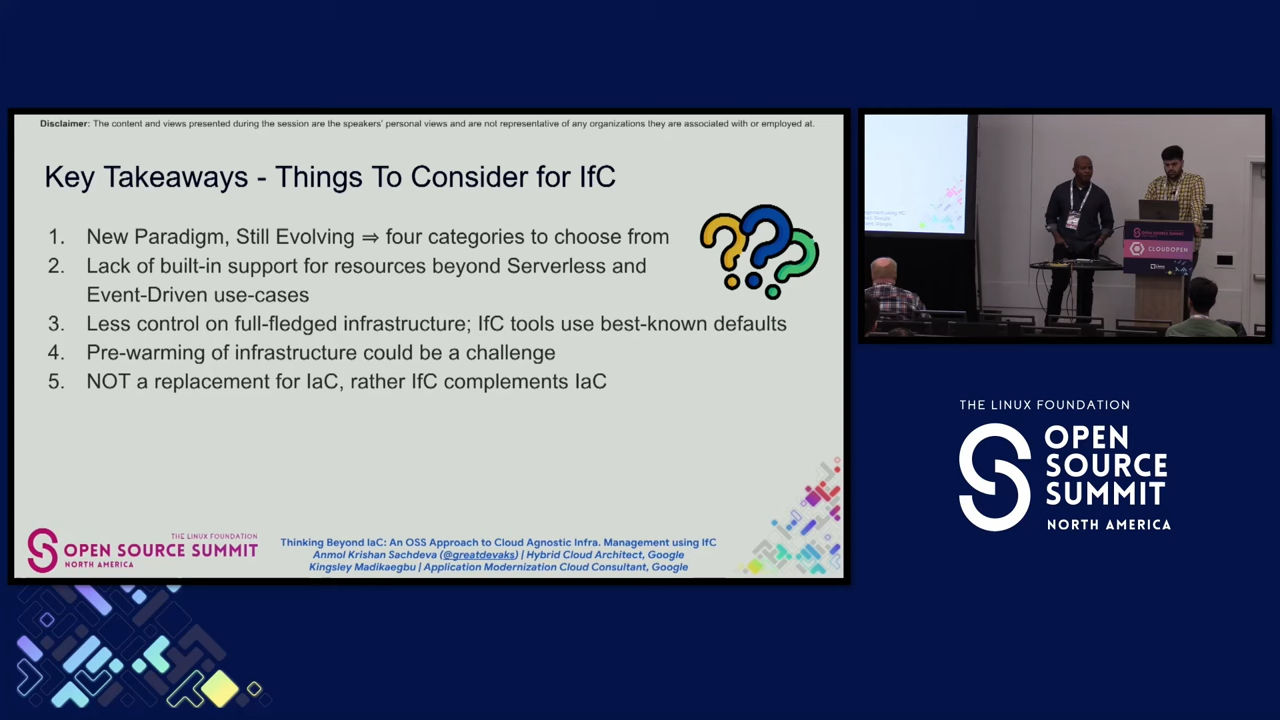 Disclaimer: The content and views presented during the session are the speakers' personal views and are not representative of any organizations they are associated with or employed at.
Key Takeaways - Things To Consider for IfC
1. New Paradigm, Still Evolving ⇒ four categories to choose from
2. Lack of built-in support for resources beyond Serverless and
Event-Driven use-cases
3. Less control on full-fledged infrastructure; IfC tools use best-known defaults
4. Pre-warming of infrastructure could be a challenge
5. NOT a replacement for IaC, rather IfC complements IaC
THE LINUX FOUNDATION
OPEN SOURCE SUMMIT
NORTH AMERICA
Thinking Beyond IaC: An OSS Approach to Cloud Agnostic Infra. Management using IfC
Anmol Krishan Sachdeva (@greatdevaks) | Hybrid Cloud Architect, Google
Kingsley Madikaegbu | Application Modernization Cloud Consultant, Google
CLOUDOPEN
THE LINUX FOUNDATION
OPEN
SOURCE
SUMMIT
NORTH AMERICA